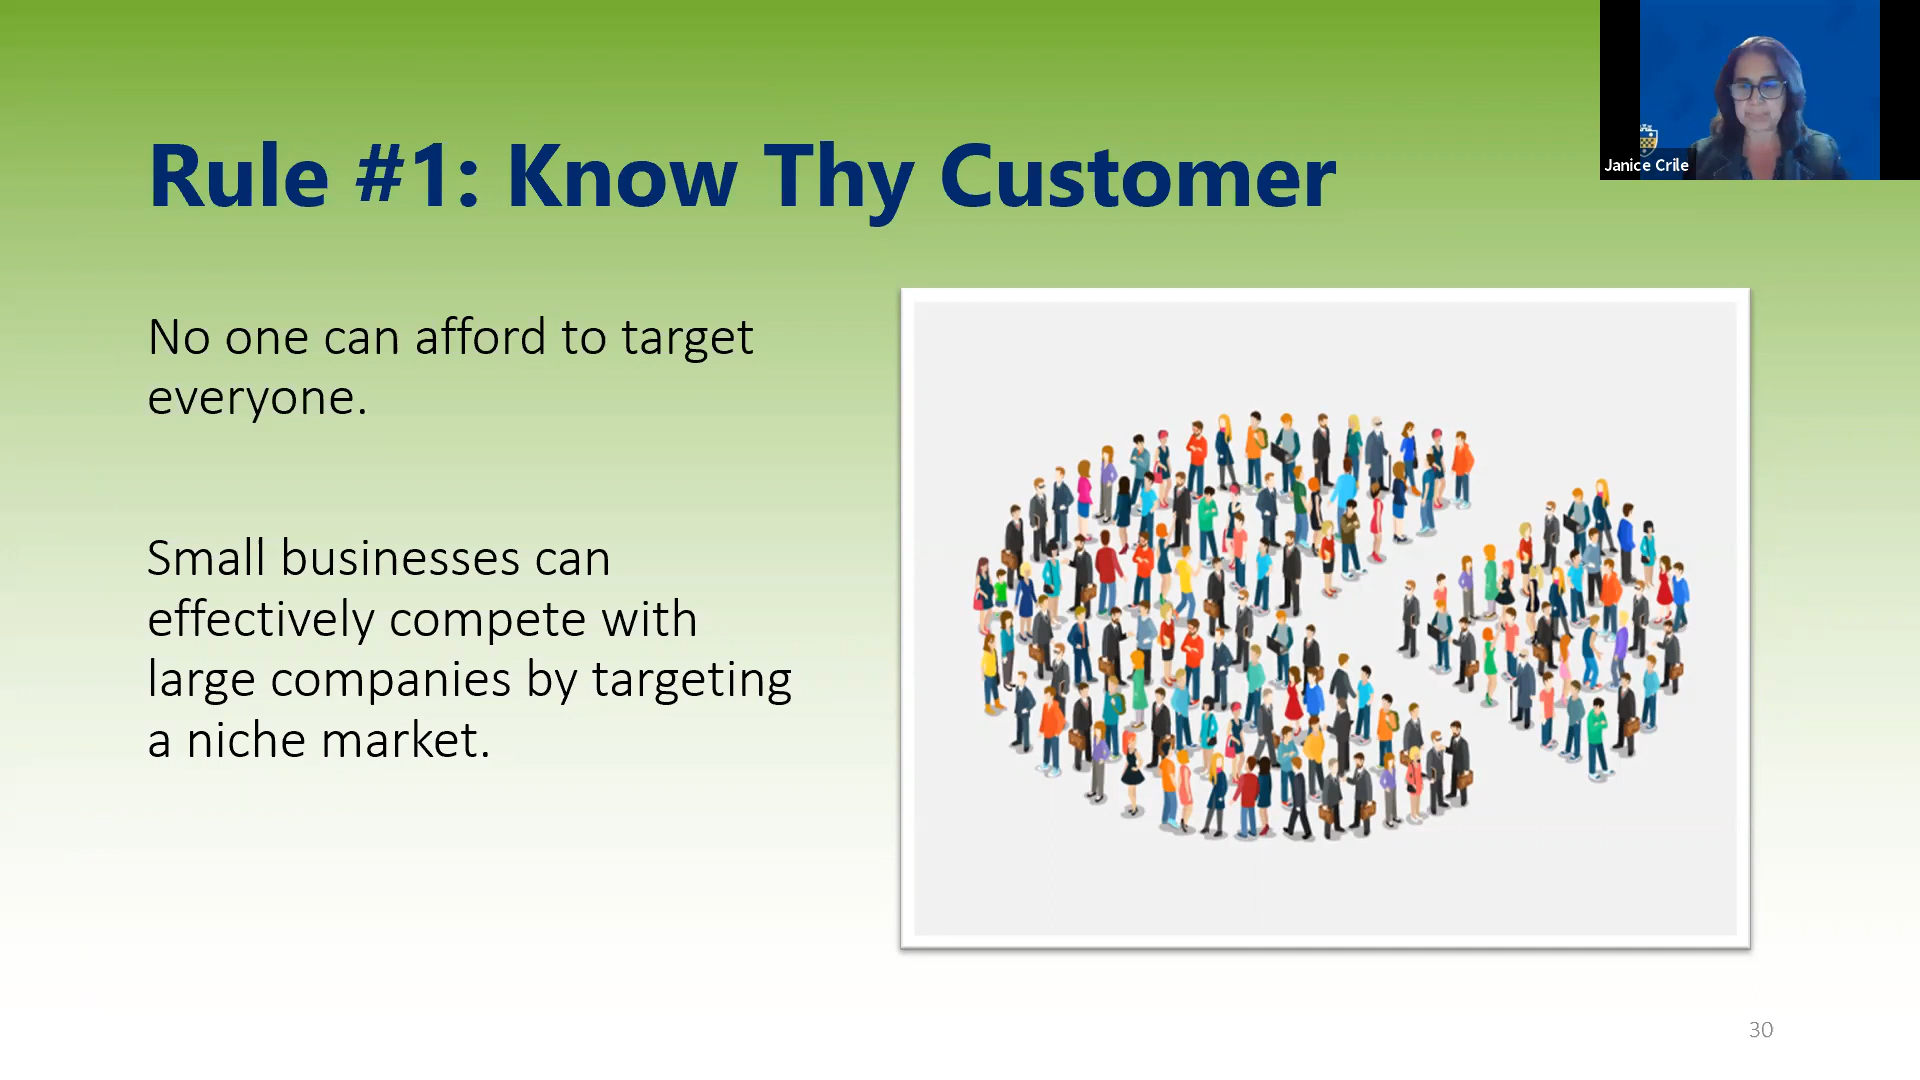 Rule #1: Know Thy Customer
Janice Crile
No one can afford to target
everyone.
Small businesses can
effectively compete with
large companies by targeting
a niche market.
30